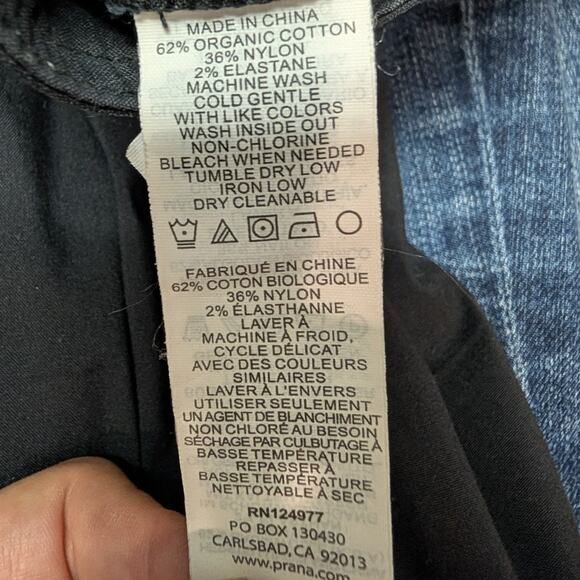 MADE IN CHINA
62% ORGANIC COTTON
36% NYLON
2% ELASTANE
MACHINE WASH
COLD GENTLE
WITH LIKE COLORS
WASH INSIDE OUT
NON-CHLORINE
BLEACH WHEN NEEDED
TUMBLE DRY LOW
IRON LOW
DRY CLEANABLE
FABRIQUÉ EN CHINE
62% COTON BIOLOGIQUE
36% NYLON
2% ÉLASTHANNE
LAVER À
MACHINE À FROID,
CYCLE DÉLICAT
AVEC DES COULEURS
SIMILAIRES
LAVER À L'ENVERS
UTILISER SEULEMENT
UN AGENT DE BLANCHIMENT
NON CHLORÉ AU BESOIN
SÉCHAGE PAR CULBUTAGE À
BASSE TEMPÉRATURE
REPASSER À
BASSE TEMPÉRATURE
NETTOYABLE À SEC
RN124977
PO BOX 130430
CARLSBAD, CA 92013
www.prana.com